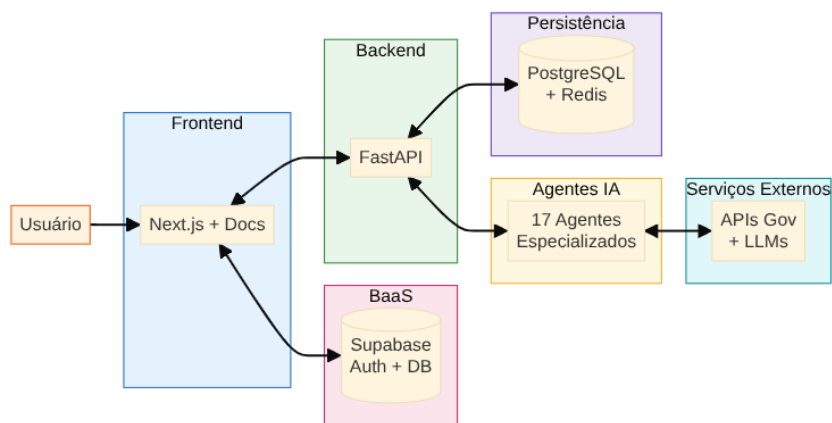 Persistência
PostgreSQL
+ Redis
Backend
FastAPI
Frontend
Next.js + Docs
Usuário
Agentes IA
17 Agentes
Especializados
Serviços Externos
APIs Gov
+ LLMs
BaaS
Supabase
Auth + DB